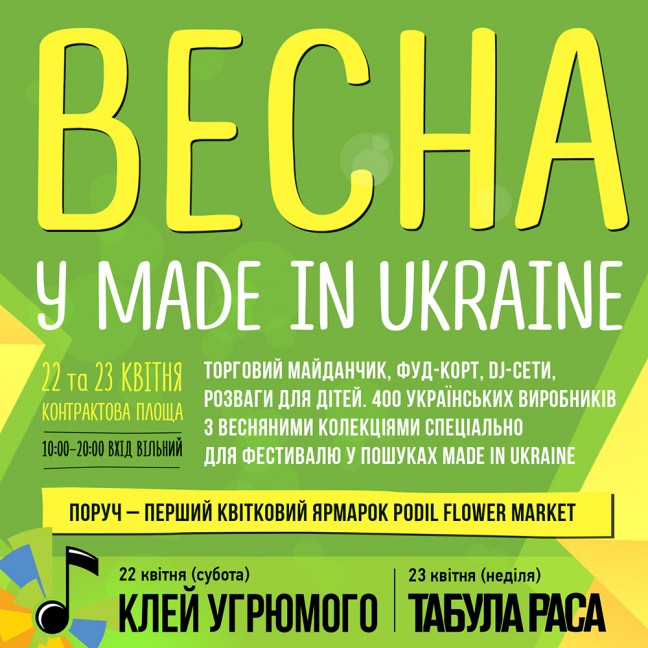 ВЕСНА
У MADE IN UKRAINE
22 та 23 КВІТНЯ
КОНТРАКТОВА ПЛОЩА
10:00–20:00 ВХІД ВІЛЬНИЙ
ТОРГОВИЙ МАЙДАНЧИК, ФУД-КОРТ, DJ-СЕТИ,
РОЗВАГИ ДЛЯ ДІТЕЙ. 400 УКРАЇНСЬКИХ ВИРОБНИКІВ
З ВЕСНЯНИМИ КОЛЕКЦІЯМИ СПЕЦІАЛЬНО
ДЛЯ ФЕСТИВАЛЮ У ПОШУКАХ MADE IN UKRAINE
ПОРУЧ – ПЕРШИЙ КВІТКОВИЙ ЯРМАРОК PODIL FLOWER MARKET
22 квітня (субота)
КЛЕЙ УГРЮМОГО
23 квітня (неділя)
ТАБУЛА РАСА